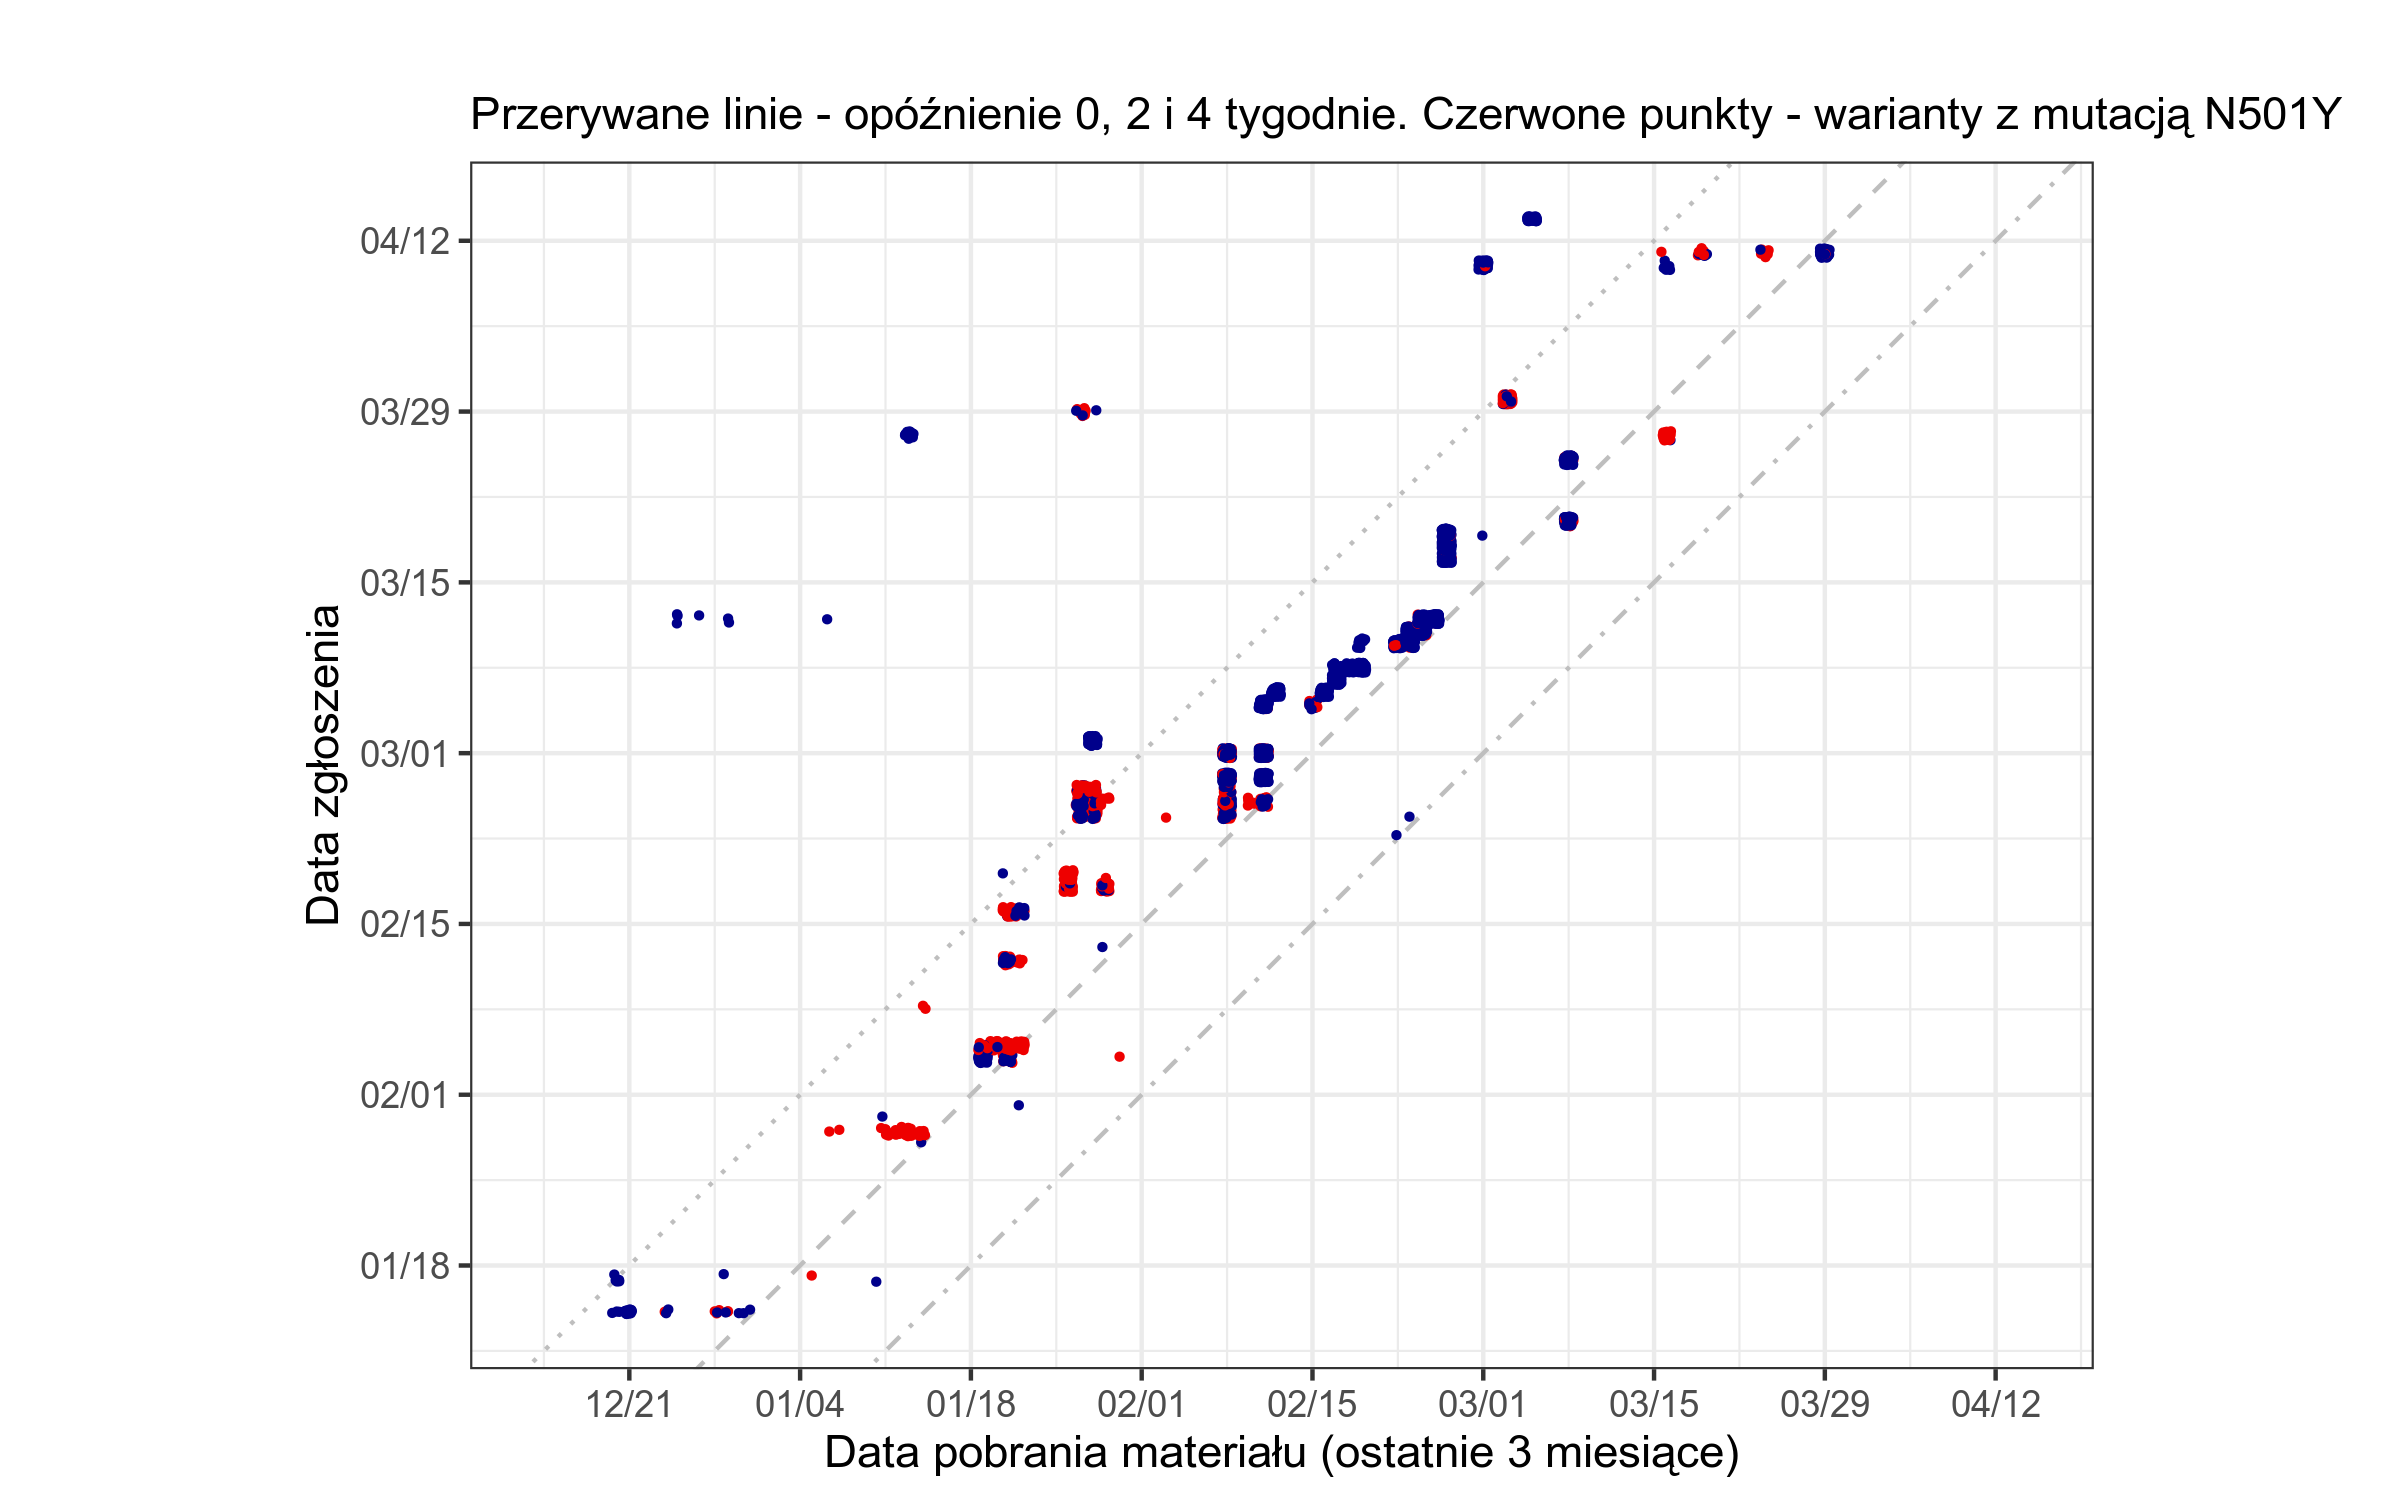 Przerywane linie - opóźnienie 0, 2 i 4 tygodnie. Czerwone punkty - warianty z mutacją N501Y
Data zgłoszenia
04/12
03/29
03/15
03/01
02/15
02/01
01/18
12/21 01/04 01/18 02/01 02/15 03/01 03/15 03/29 04/12
Data pobrania materiału (ostatnie 3 miesiące)